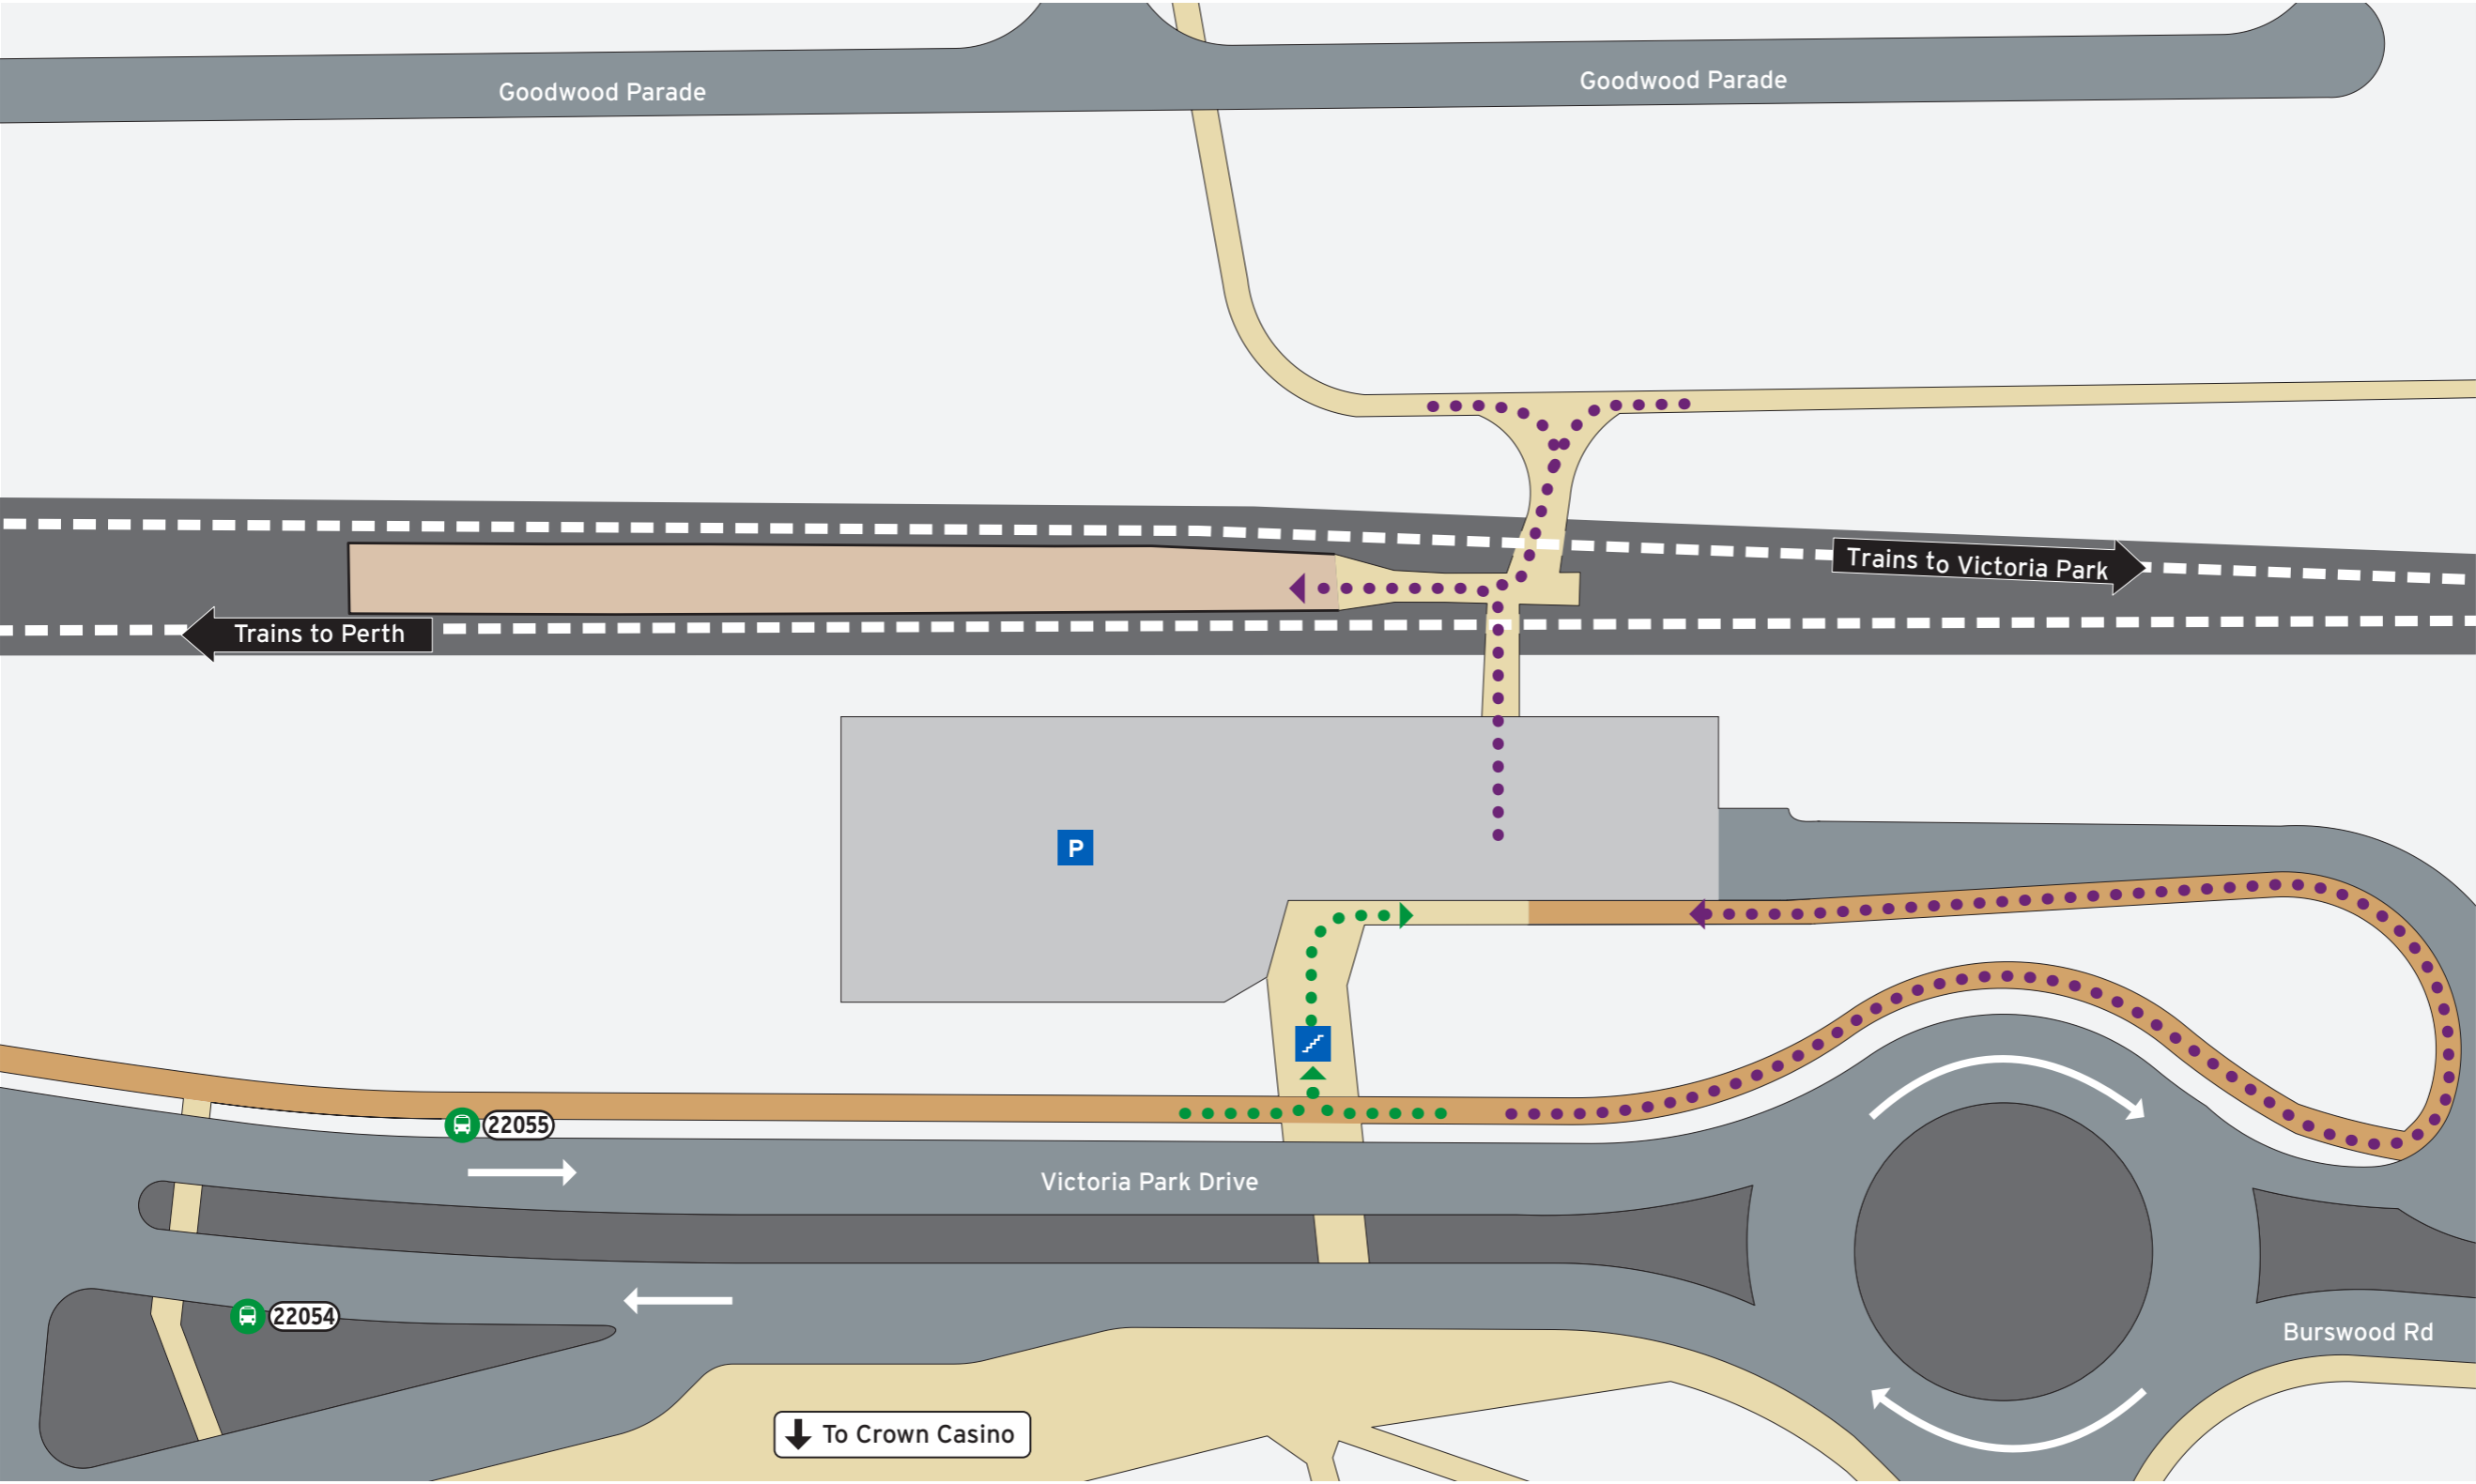 Goodwood Parade
Goodwood Parade
Trains to Victoria Park
Trains to Perth
P
22055
Victoria Park Drive
22054
Burswood Rd
To Crown Casino